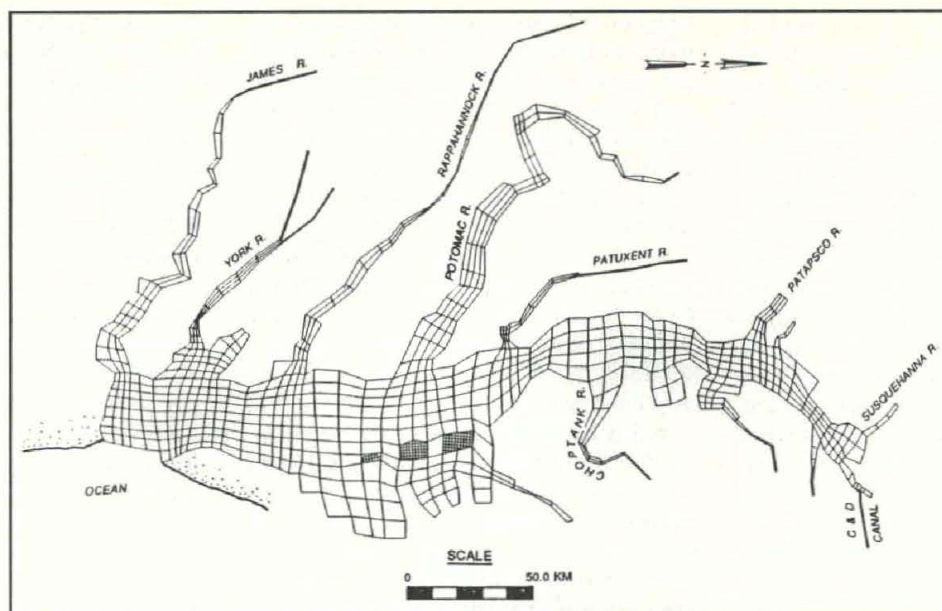 JAMES R.
YORK R.
RAPPAHANNOCK R.
POTOMAC R.
PATUXENT R.
N
PATAPSCO R.
SUSQUEHANNA R.
CHOPTANK R.
C & D
CANAL
OCEAN
SCALE
0 50.0 KM